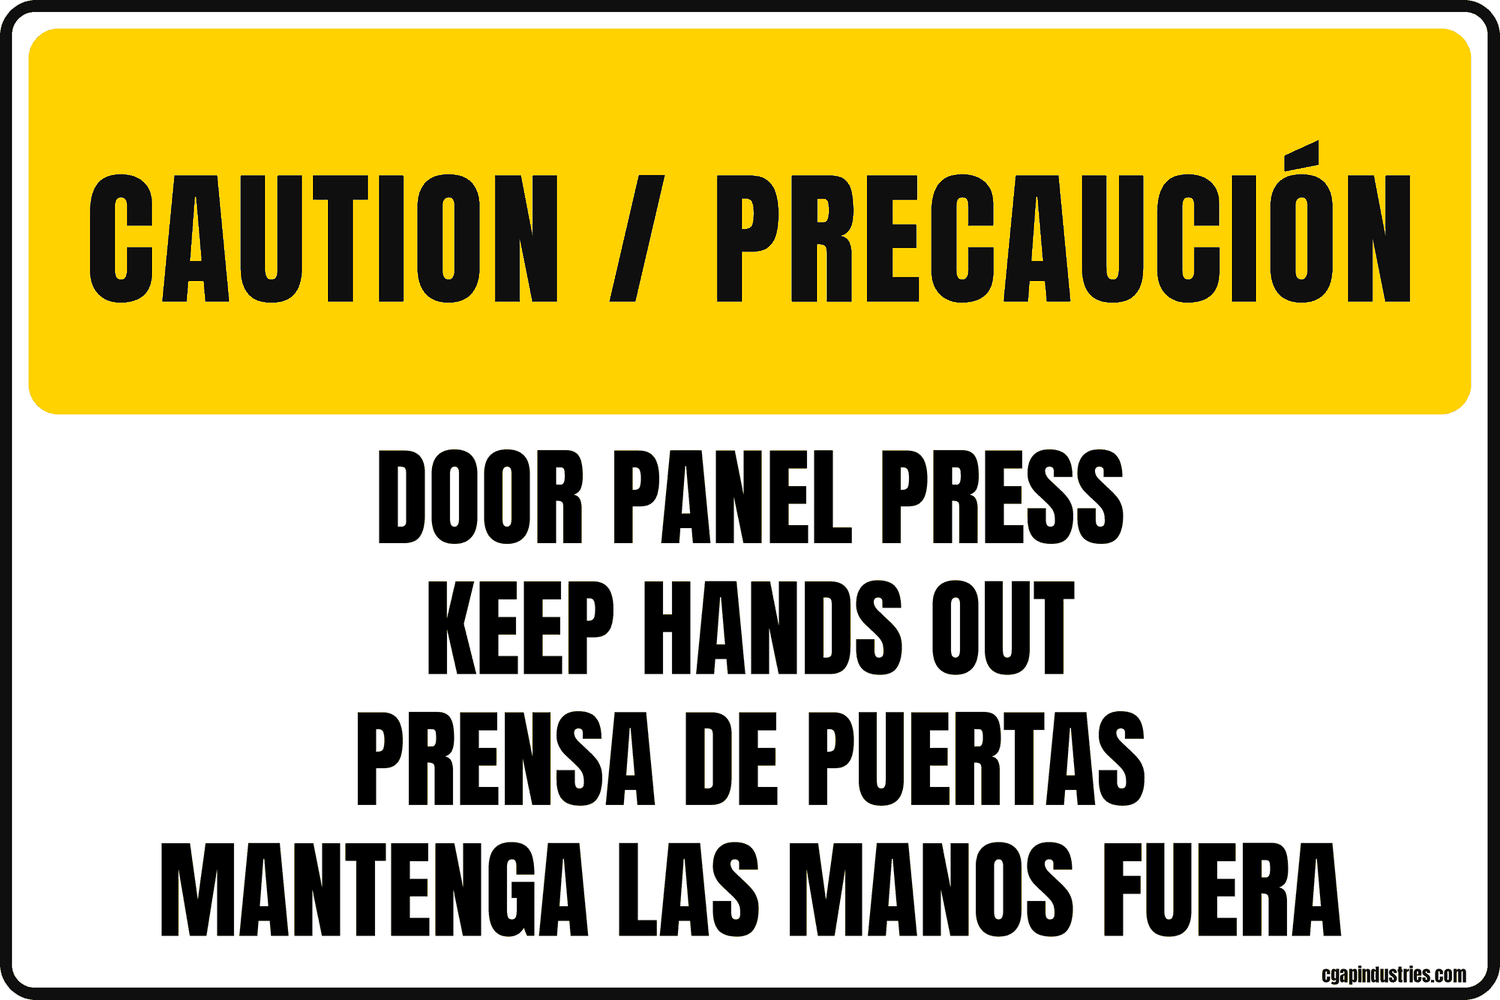 CAUTION / PRECAUCIÓN
DOOR PANEL PRESS
KEEP HANDS OUT
PRENSA DE PUERTAS
MANTENGA LAS MANOS FUERA
cgapindustries.com